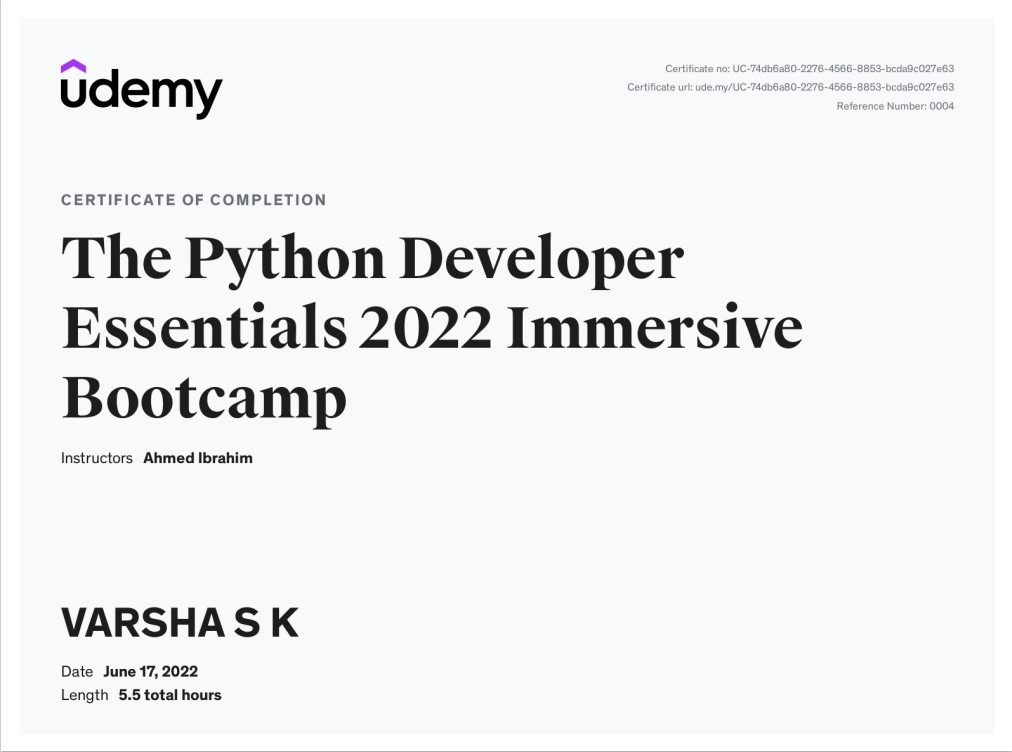 udemy
Certificate no: UC-74db6a80-2276-4566-8853-bcda9c027e63
Certificate url: ude.my/UC-74db6a80-2276-4566-8853-bcda9c027e63
Reference Number: 0004
CERTIFICATE OF COMPLETION
The Python Developer
Essentials 2022 Immersive
Bootcamp
Instructors Ahmed Ibrahim
VARSHA S K
Date June 17, 2022
Length 5.5 total hours